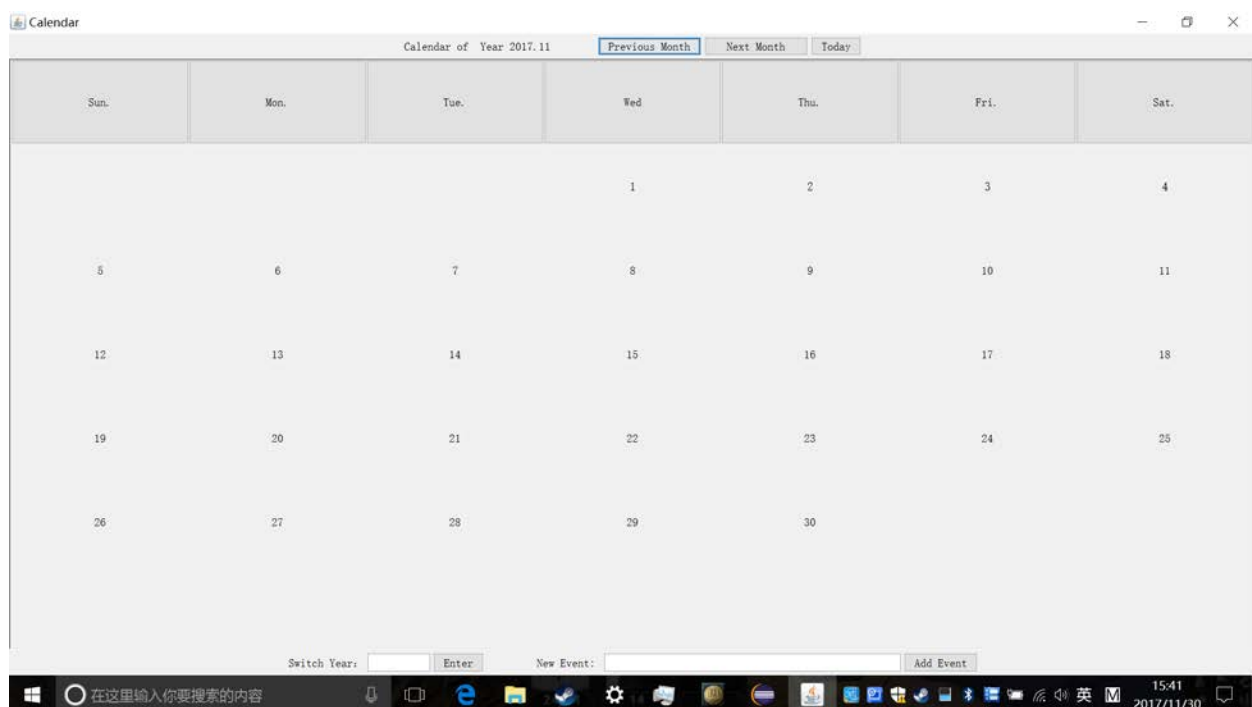 Calendar
Calendar of Year 2017.11 Previous Month Next Month Today
Sun. Mon. Tue. Wed Thu. Fri. Sat.
1 2 3 4
5 6 7 8 9 10 11
12 13 14 15 16 17 18
19 20 21 22 23 24 25
26 27 28 29 30
Switch Year: Enter New Event: Add Event
在这里输入你要搜索的内容 英 M 15:41
2017/11/30